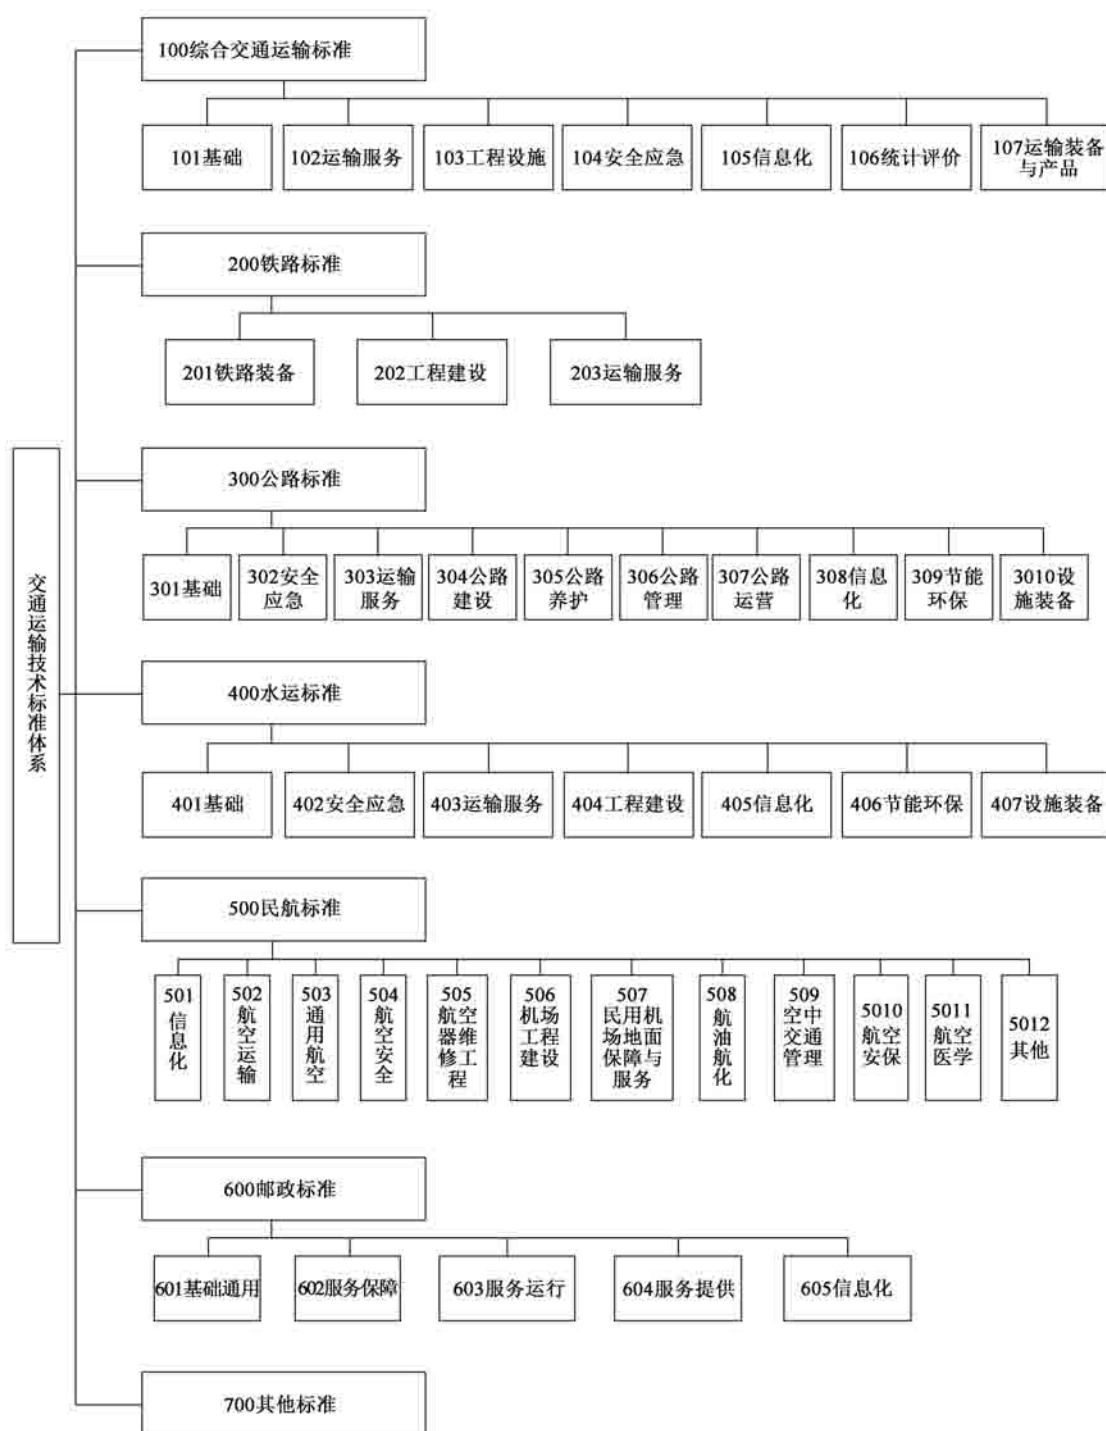 100综合交通运输标准
101基础
102运输服务
103工程设施
104安全应急
105信息化
106统计评价
107运输装备
与产品
200铁路标准
201铁路装备
202工程建设
203运输服务
300公路标准
301基础
302安全
应急
303运输
服务
304公路
建设
305公路
养护
306公路
管理
307公路
运营
308信息
化
309节能
环保
3010设
施装备
交通运输技术标准体系
400水运标准
401基础
402安全应急
403运输服务
404工程建设
405信息化
406节能环保
407设施装备
500民航标准
501
信息化
502
航空运输
503
通用航空
504
航空安全
505
航空
器维
修工
程
506
机场
工程
建设
507
民用机
场地面
保障与
服务
508
航油航化
509
空中
交通
管理
5010
航空
安保
5011
航空
医学
5012
其他
600邮政标准
601基础通用
602服务保障
603服务运行
604服务提供
605信息化
700其他标准